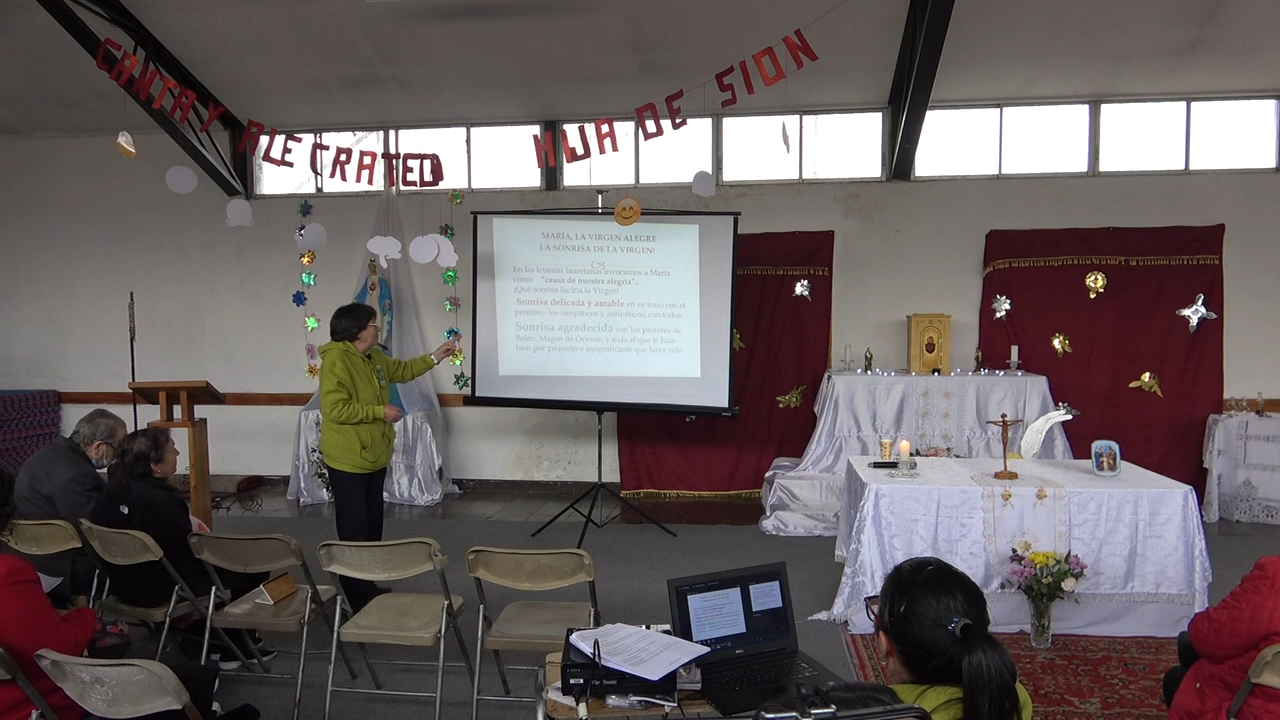 CANTA Y ALEGRATE HIJA DE SION
MARÍA, LA VIRGEN ALEGRE
LA SONRISA DE LA VIRGEN!
En las letanías lauretanas invocamos a María
cómo "causa de nuestra alegría"..
¡Qué sonrisa luciría la Virgen!
Sonrisa delicada y amable en su trato con el
prójimo, los simpáticos y antipáticos, con todos
Sonrisa agradecida con los pastores de
Belén, Magos de Oriente, y todo el que le hizo
bien por pequeño e insignificante que haya sido